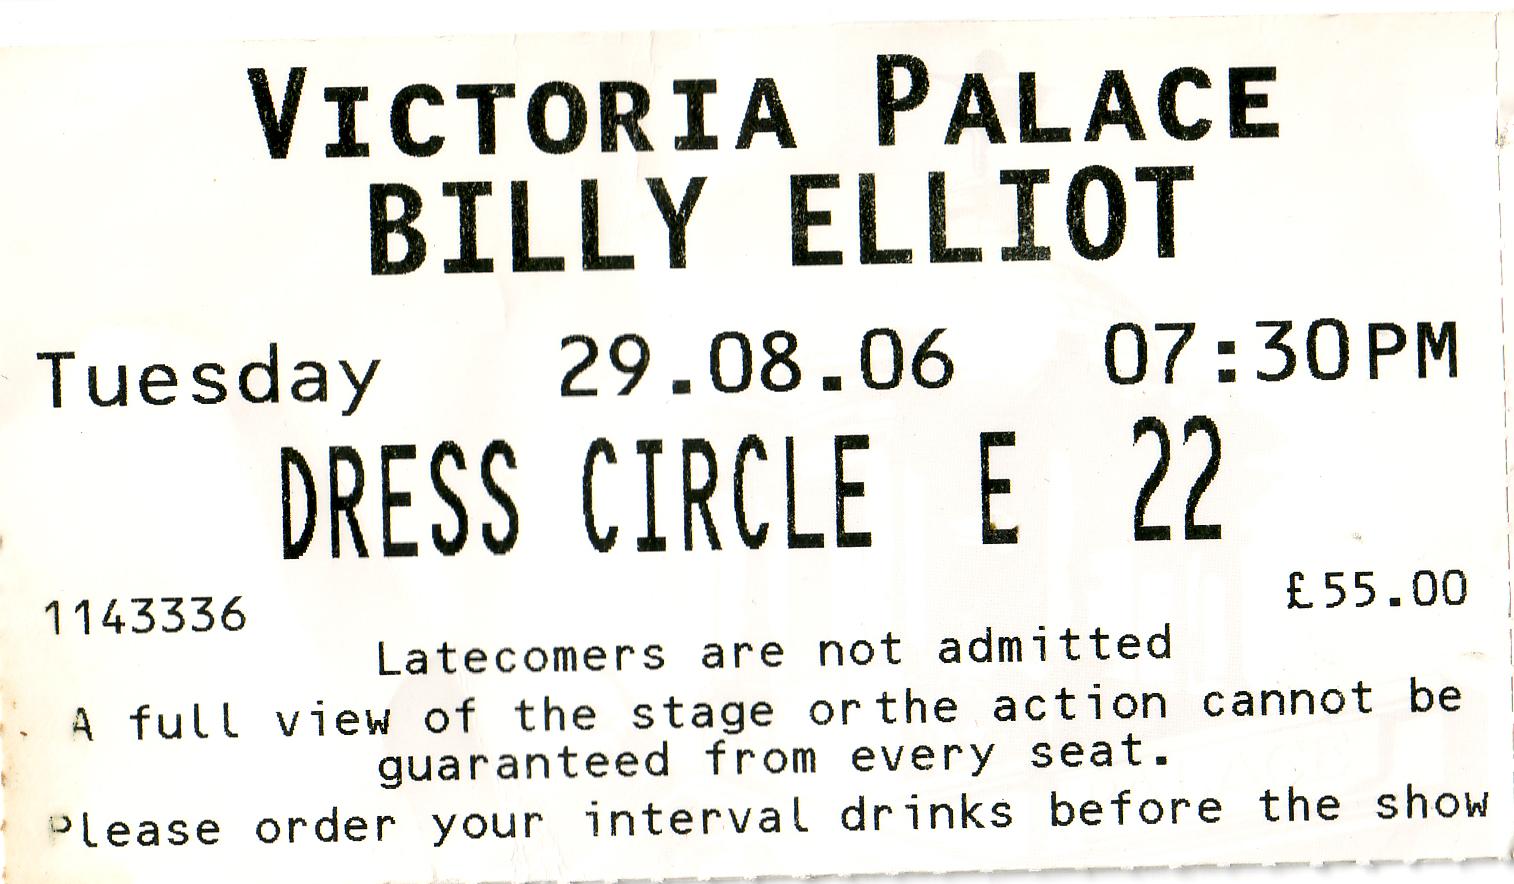 VICTORIA PALACE
BILLY ELLIOT
Tuesday 29.08.06 07:30PM
DRESS CIRCLE E 22
1143336 £55.00
Latecomers are not admitted
A full view of the stage or the action cannot be
guaranteed from every seat.
Please order your interval drinks before the show